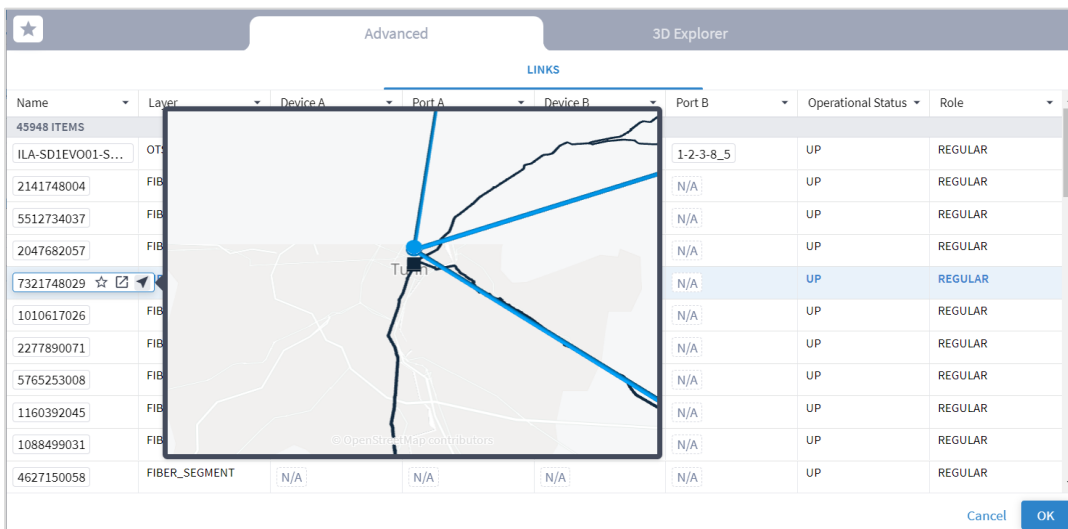 Advanced 3D Explorer
LINKS
Name Layer Device A Port A Device B Port B Operational Status Role
45948 ITEMS
ILA-SD1EVO01-S... OTS 1-2-3-8_5 UP REGULAR
2141748004 FIB N/A UP REGULAR
5512734037 FIB N/A UP REGULAR
2047682057 FIB N/A UP REGULAR
7321748029 N/A UP REGULAR
1010617026 FIB N/A UP REGULAR
2277890071 FIB N/A UP REGULAR
5765253008 FIB N/A UP REGULAR
1160392045 FIB N/A UP REGULAR
1088499031 FIB N/A UP REGULAR
4627150058 FIBER_SEGMENT N/A N/A N/A N/A UP REGULAR
Turin
© OpenStreetMap contributors
Cancel OK